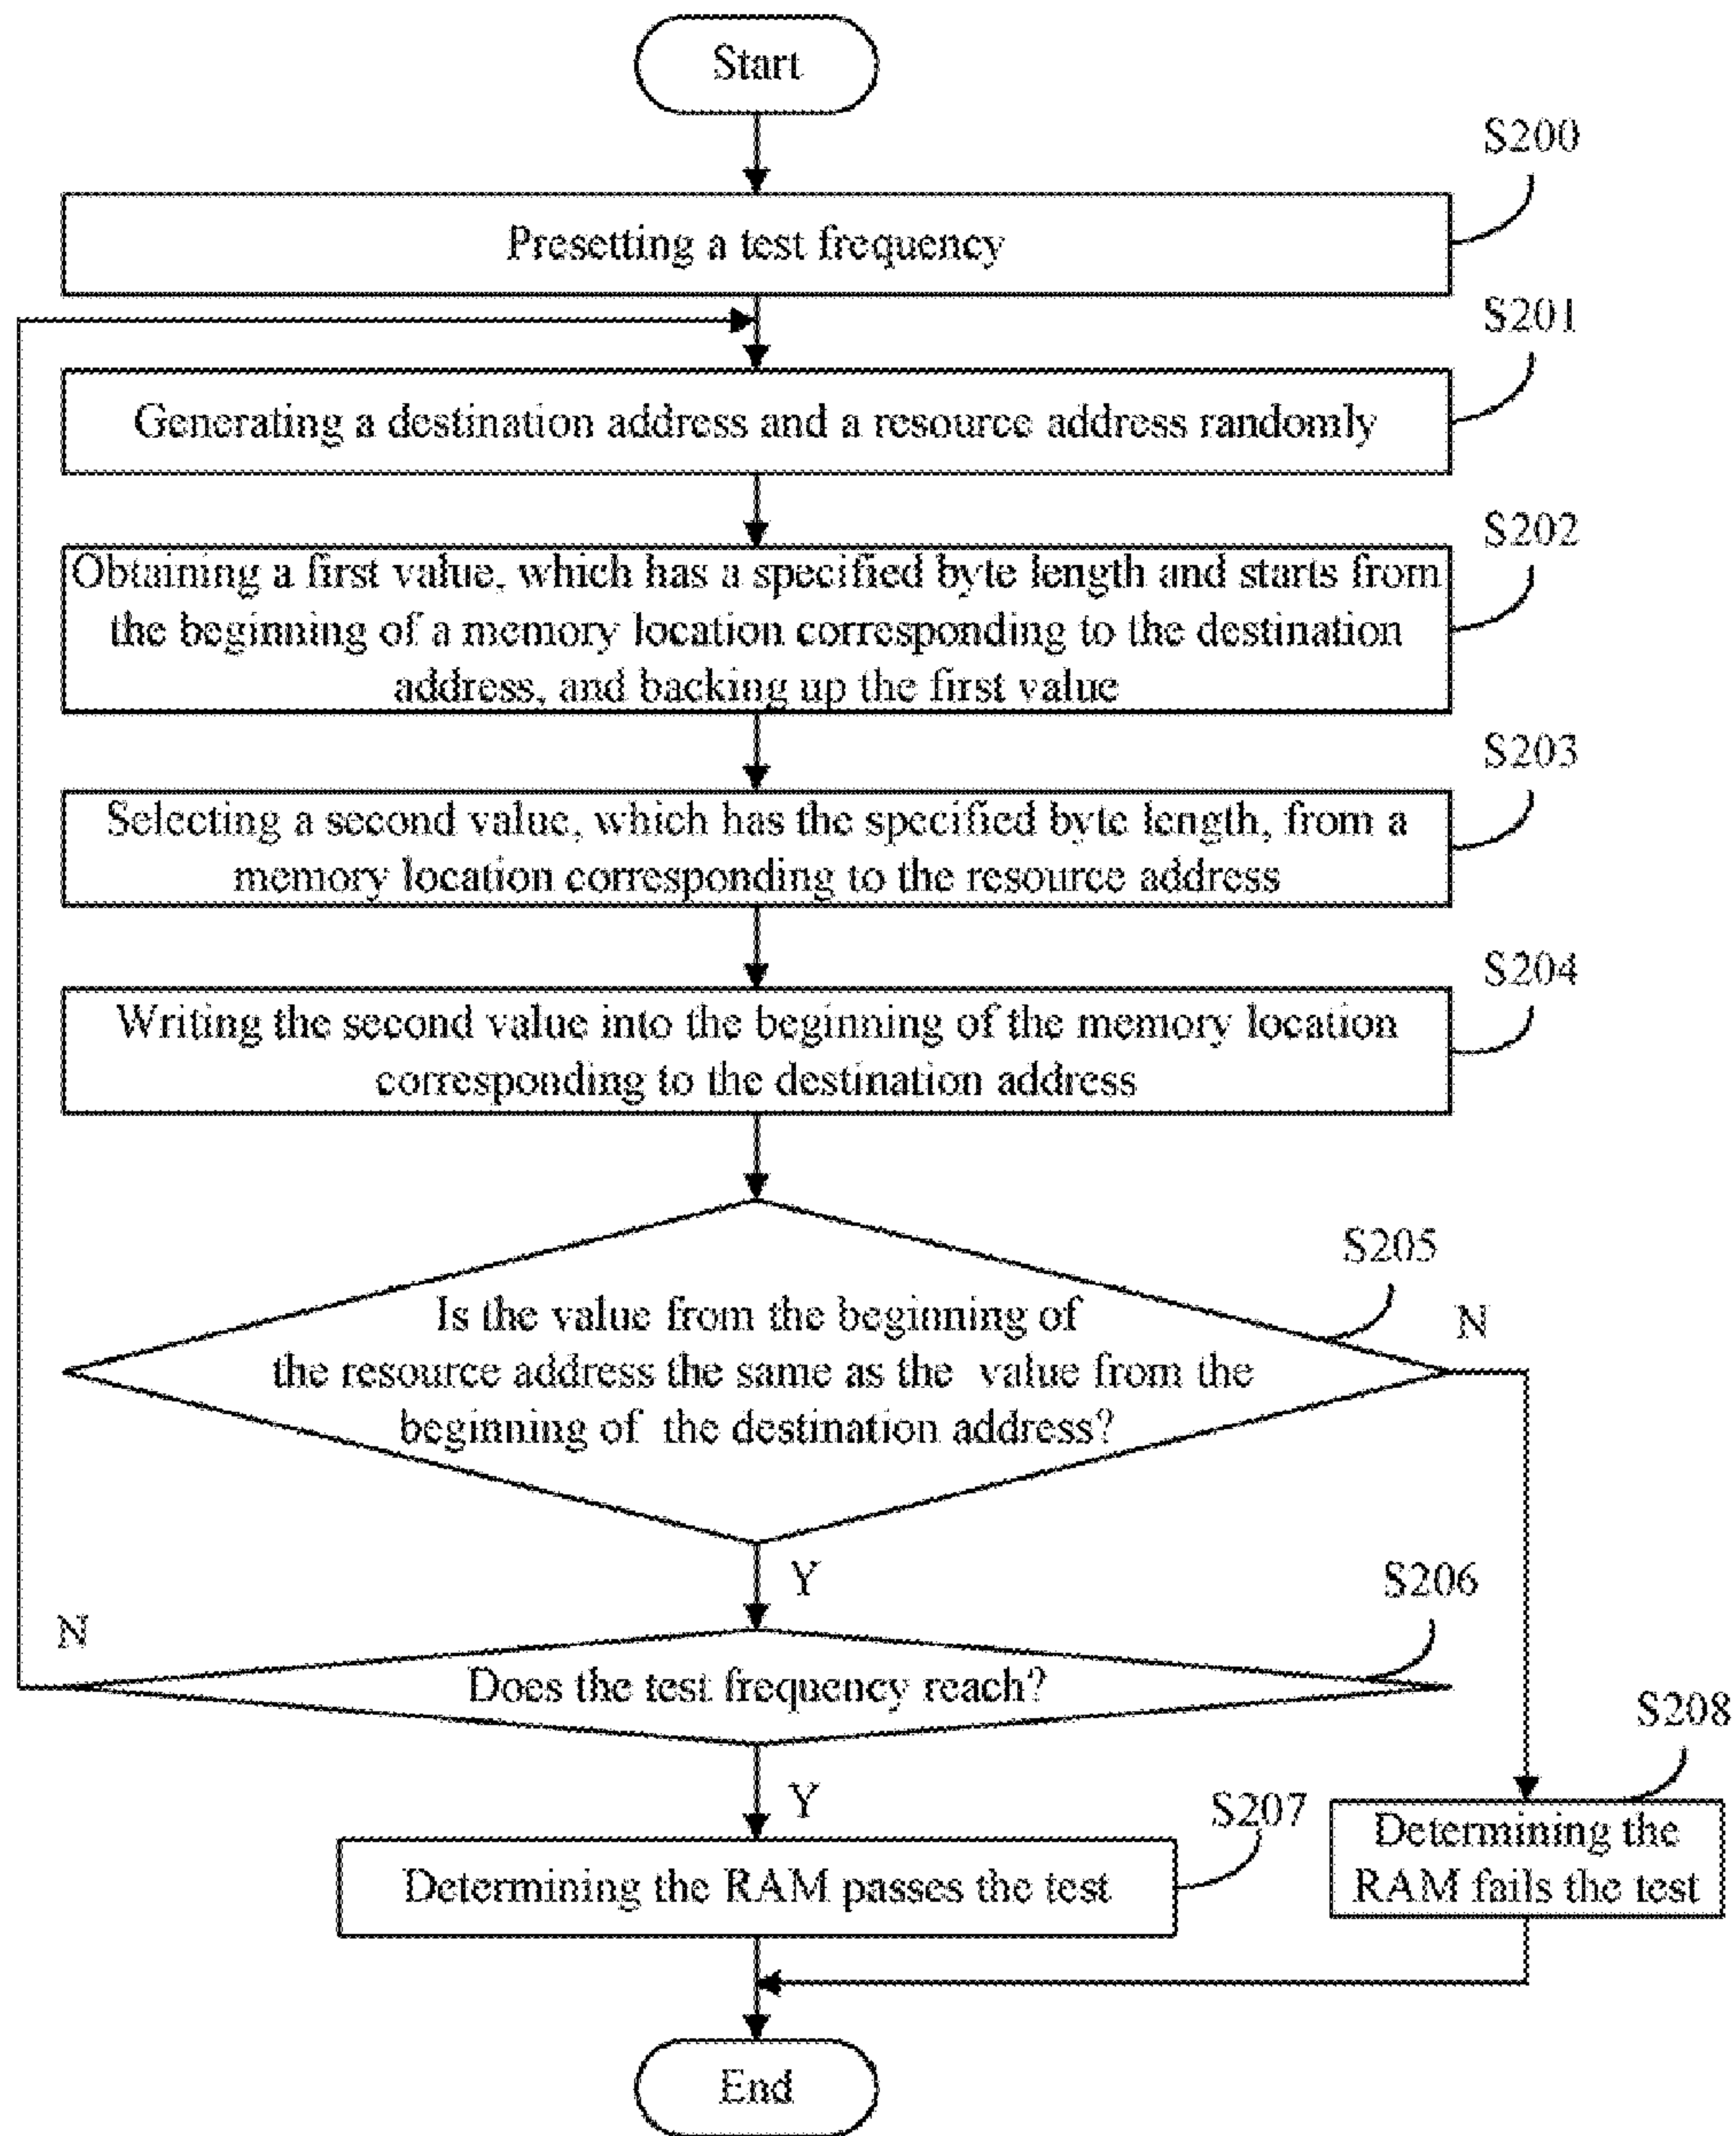 Start
S200
Presetting a test frequency
S201
Generating a destination address and a resource address randomly
S202
Obtaining a first value, which has a specified byte length and starts from
the beginning of a memory location corresponding to the destination
address, and backing up the first value
S203
Selecting a second value, which has the specified byte length, from a
memory location corresponding to the resource address
S204
Writing the second value into the beginning of the memory location
corresponding to the destination address
S205
Is the value from the beginning of
N
the resource address the same as the value from the
beginning of the destination address?
Y
S206
N
Does the test frequency reach?
S208
Y
S207
Determining the
RAM fails the test
Determining the RAM passes the test
End